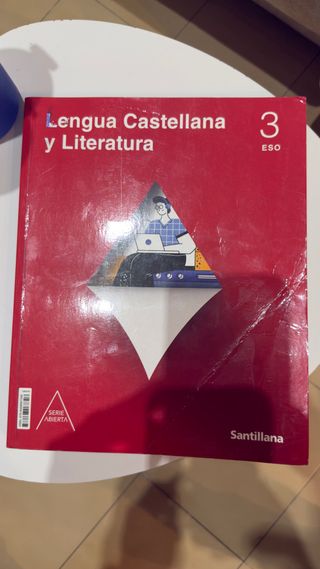 Lengua Castellana
y Literatura
3
ESO
SERIE
ABIERTA
Santillana